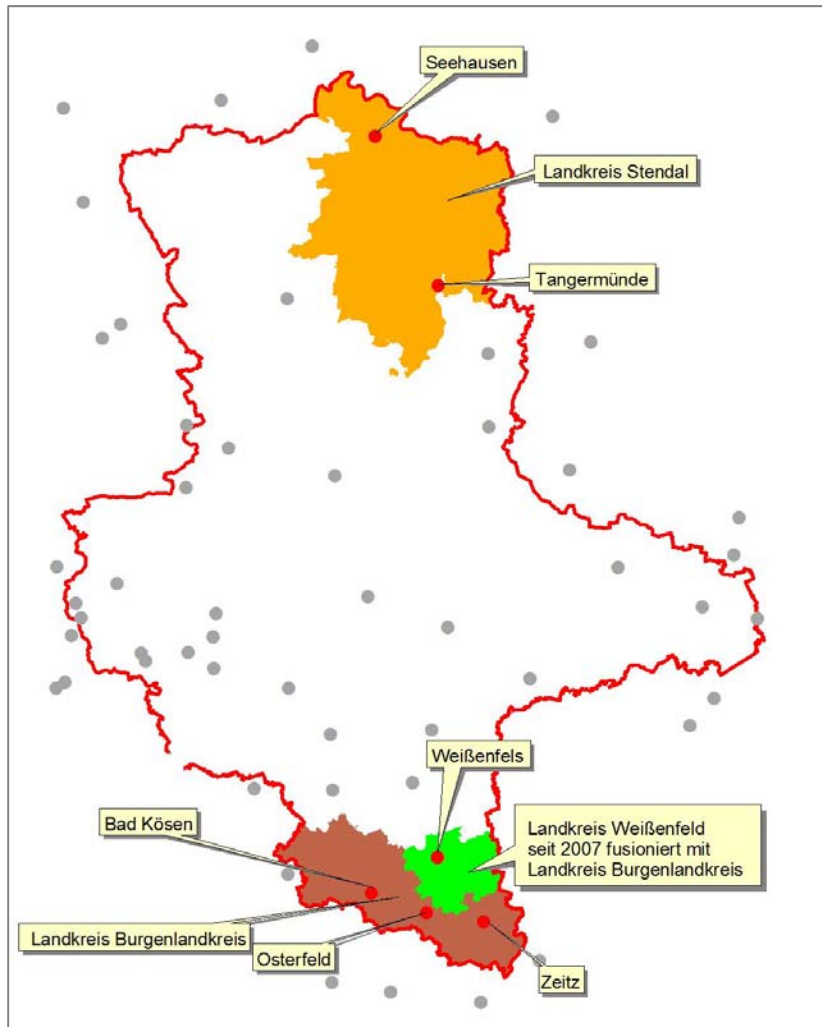 Seehausen
Landkreis Stendal
Tangermünde
Weißenfels
Bad Kösen
Landkreis Weißenfeld
seit 2007 fusioniert mit
Landkreis Burgenlandkreis
Landkreis Burgenlandkreis
Osterfeld
Zeitz